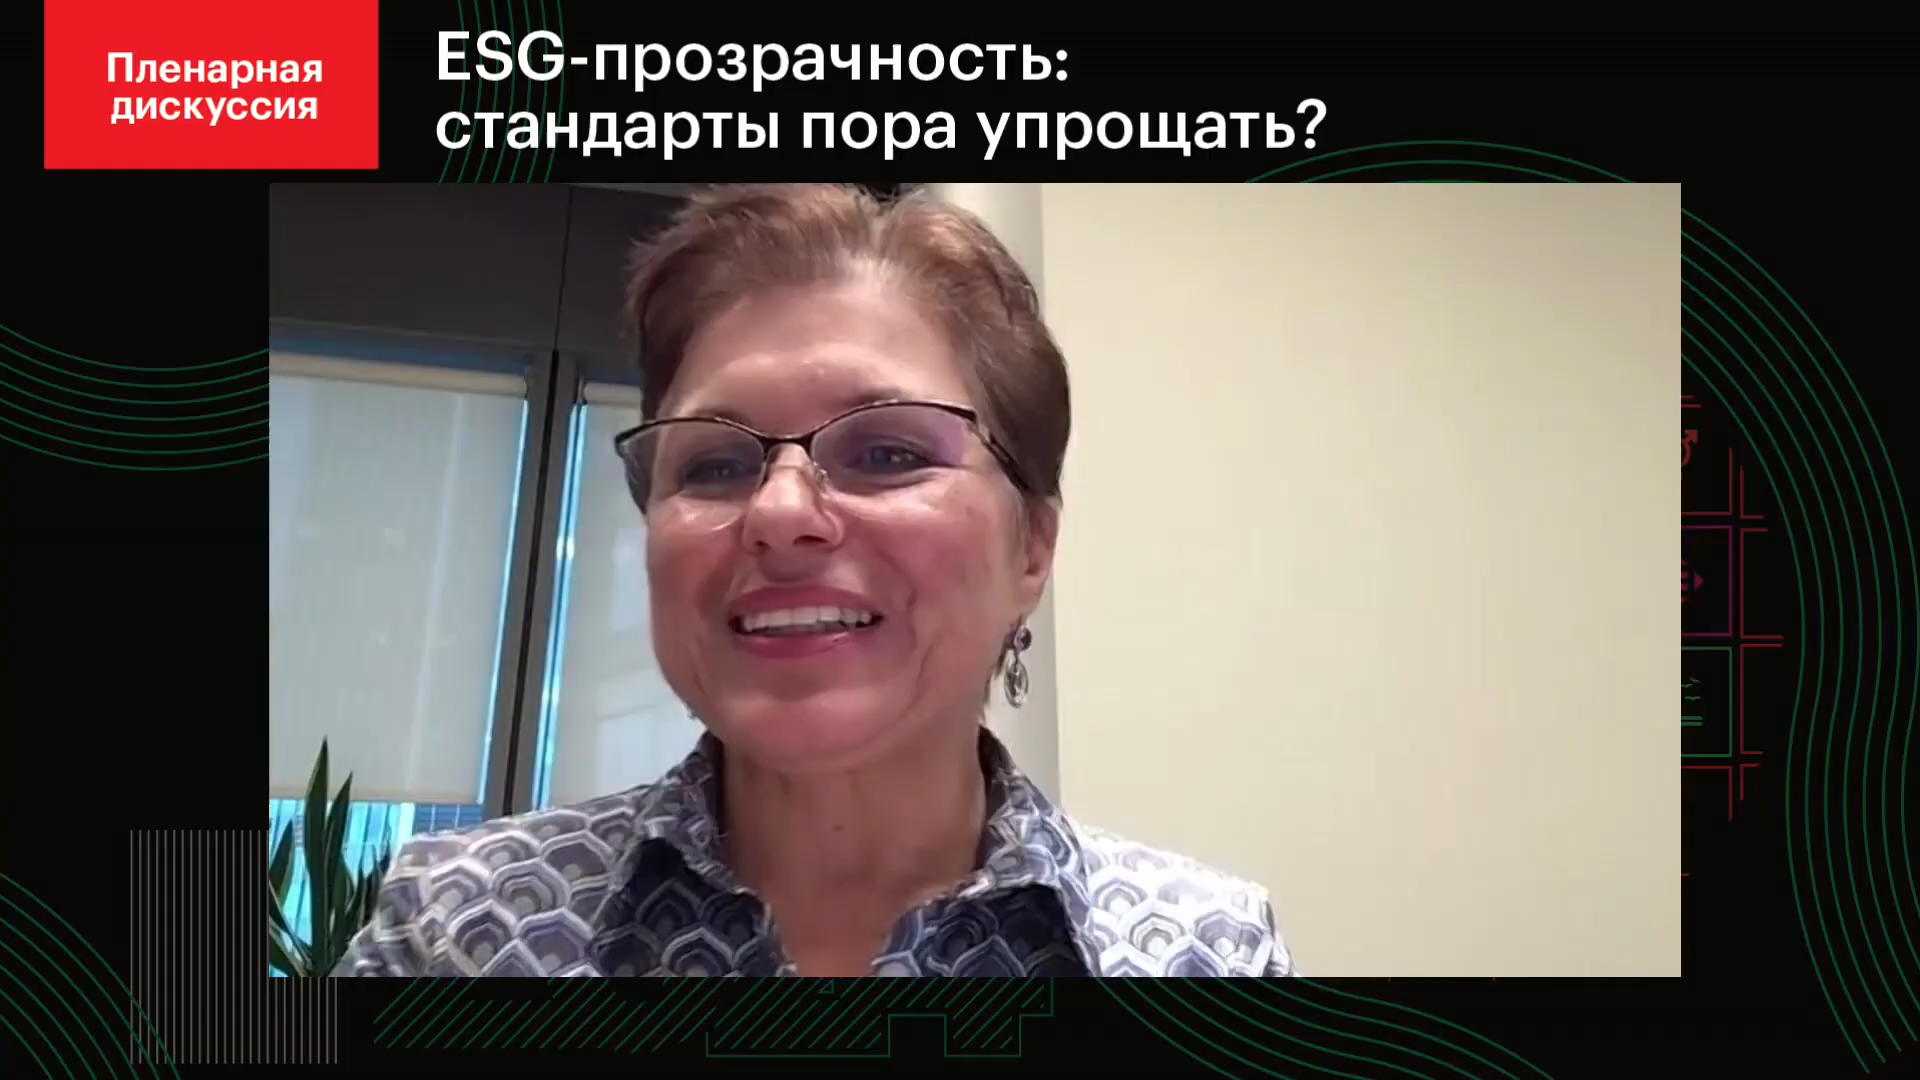 Пленарная
дискуссия
ESG-прозрачность:
стандарты пора упрощать?